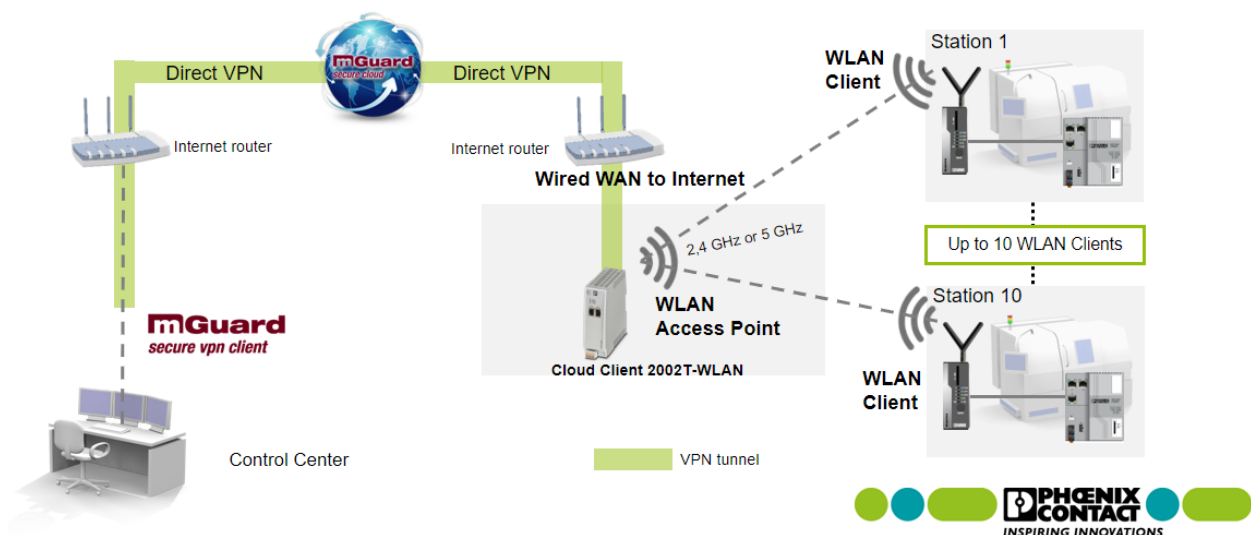 Direct VPN
mGuard
secure cloud
Direct VPN
Internet router
Internet router
Wired WAN to Internet
mGuard
secure vpn client
Control Center
2,4 GHz or 5 GHz
WLAN
Access Point
Cloud Client 2002T-WLAN
VPN tunnel
Station 1
WLAN
Client
Up to 10 WLAN Clients
Station 10
WLAN
Client
PHŒNIX
CONTACT
INSPIRING INNOVATIONS